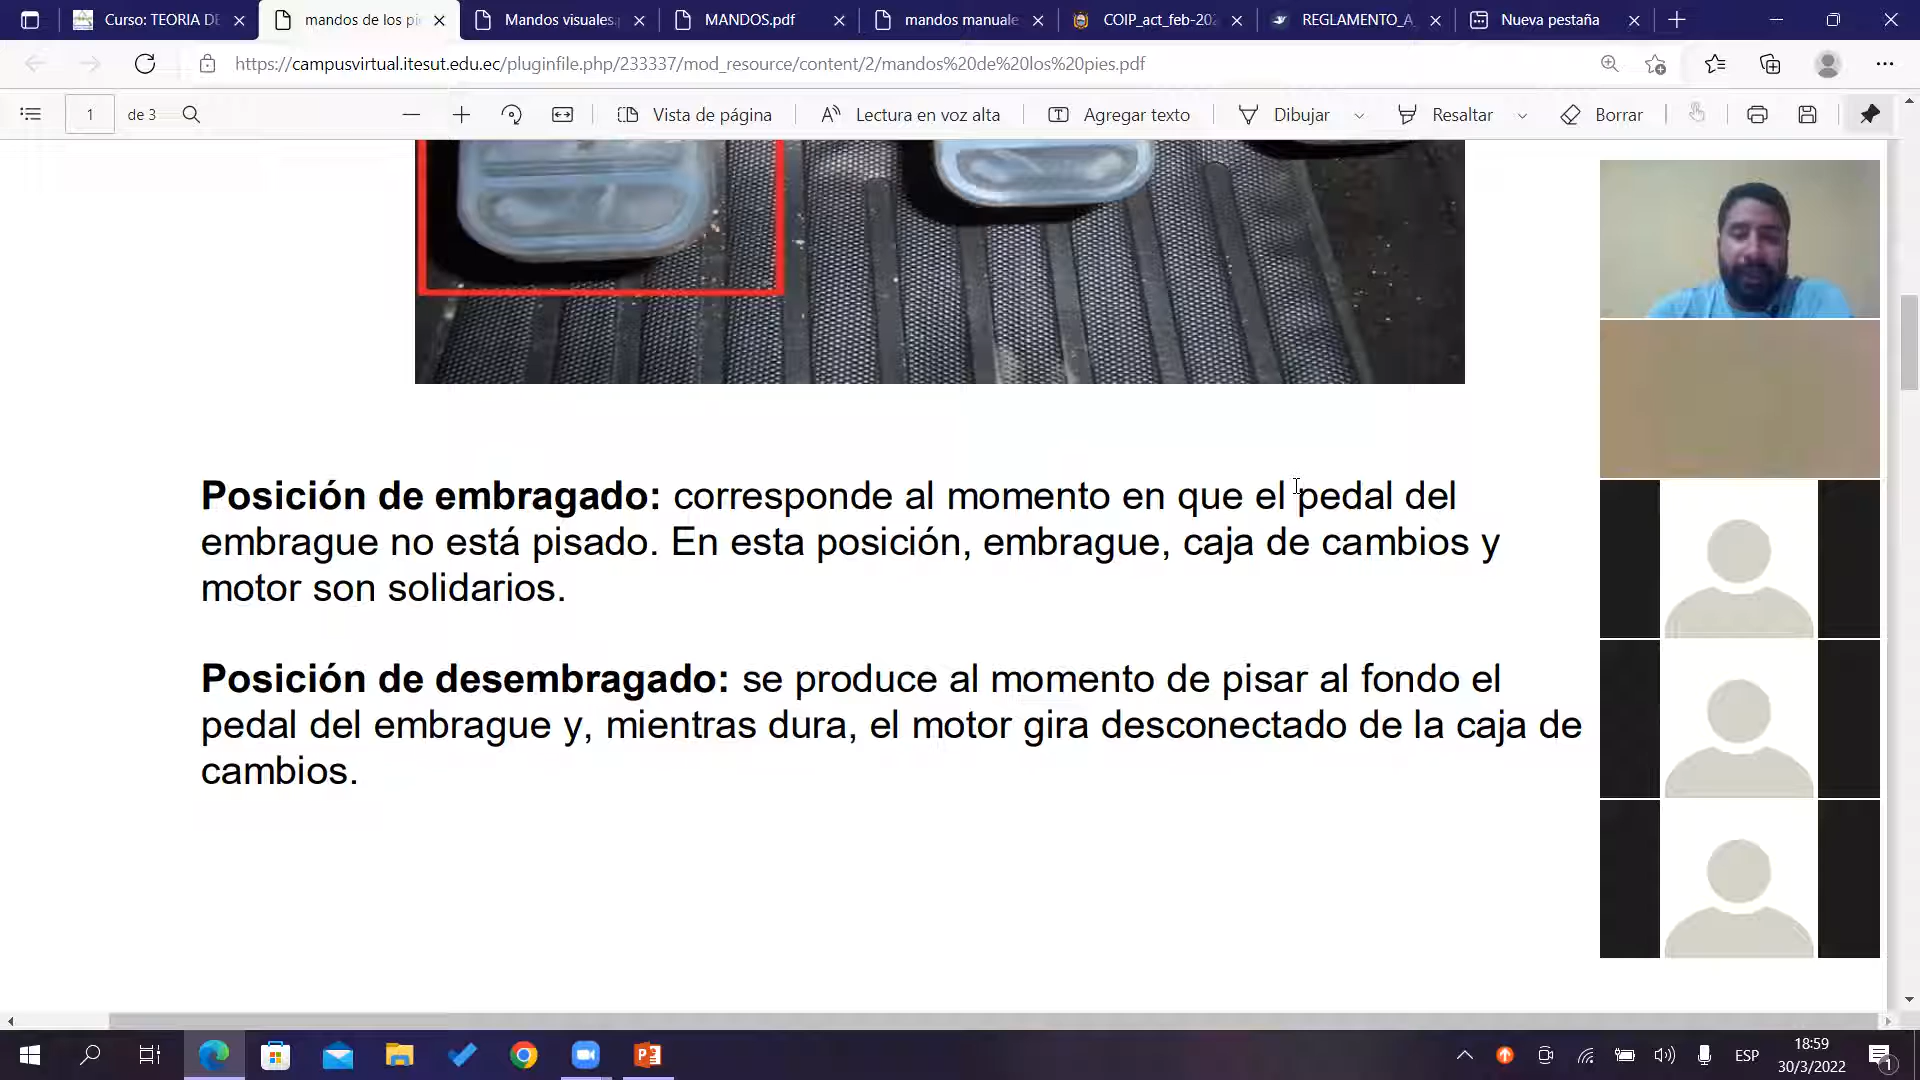 Curso: TEORIA DE
mandos de los pi
Mandos visuales.p
MANDOS.pdf
mandos manuale
COIP_act_feb-202
REGLAMENTO_A_
Nueva pestaña
https://campusvirtual.itesut.edu.ec/pluginfile.php/233337/mod_resource/content/2/mandos%20de%20los%20pies.pdf
1 de 3
Vista de página
Lectura en voz alta
Agregar texto
Dibujar
Resaltar
Borrar
Posición de embragado: corresponde al momento en que el pedal del
embrague no está pisado. En esta posición, embrague, caja de cambios y
motor son solidarios.
Posición de desembragado: se produce al momento de pisar al fondo el
pedal del embrague y, mientras dura, el motor gira desconectado de la caja de
cambios.
ESP
18:59
30/3/2022
1